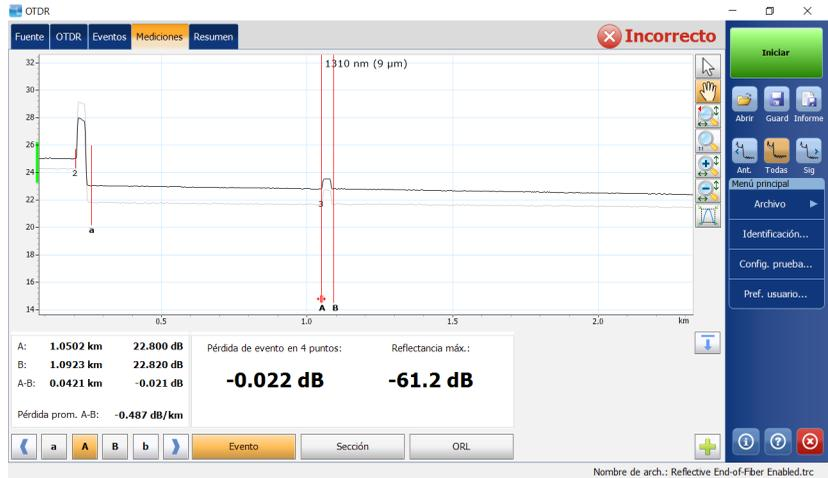 OTDR
Fuente OTDR Eventos Mediciones Resumen
Incorrecto
Iniciar
1310 nm (9 µm)
32
30
28
26
24
22
20
18
16
14
2
a
3
A B
0.5 1.0 1.5 2.0 km
Abrir Guard Informe
Ant. Todas Sig
Menú principal
Archivo
Identificación...
Config. prueba...
Pref. usuario...
A: 1.0502 km 22.800 dB
B: 1.0923 km 22.820 dB
A-B: 0.0421 km -0.021 dB
Pérdida prom. A-B: -0.487 dB/km
Pérdida de evento en 4 puntos: Reflectancia máx.:
-0.022 dB -61.2 dB
a A B b Evento Sección ORL
Nombre de arch.: Reflective End-of-Fiber Enabled.trc